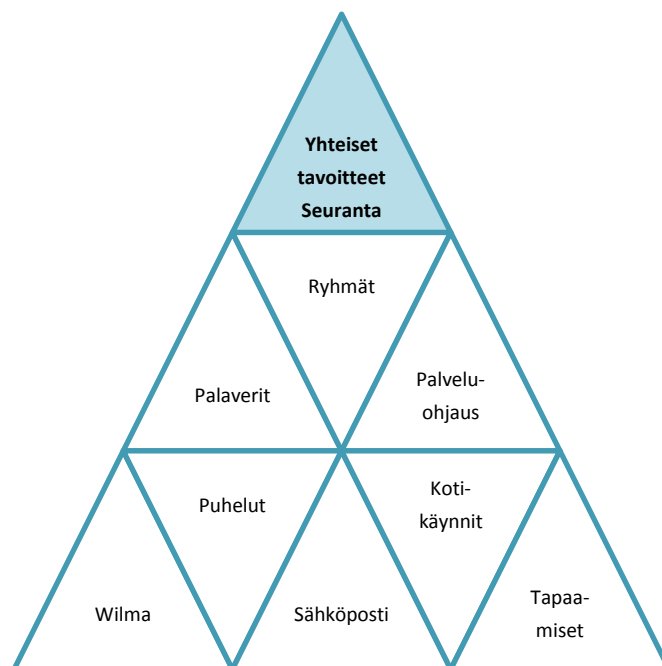 Yhteiset
tavoitteet
Seuranta
Ryhmät
Palaverit
Palvelu-
ohjaus
Puhelut
Koti-
käynnit
Wilma
Sähköposti
Tapaa-
miset